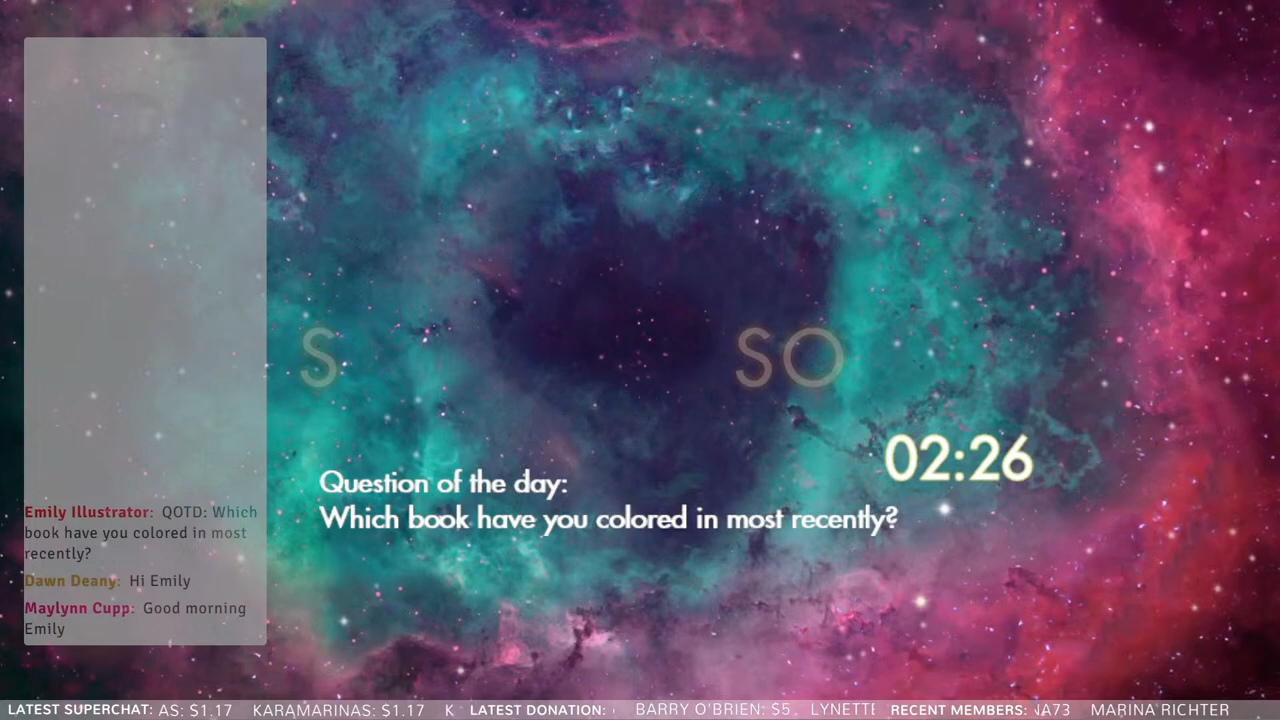 S SO
02:26
Question of the day:
Which book have you colored in most recently?
Emily Illustrator: QOTD: Which
book have you colored in most
recently?
Dawn Deany: Hi Emily
Maylynn Cupp: Good morning
Emily
LATEST SUPERCHAT: AS: $1.17 KARAMARINAS: $1.17 K LATEST DONATION: BARRY O'BRIEN: $5 LYNETTE RECENT MEMBERS: NA73 MARINA RICHTER